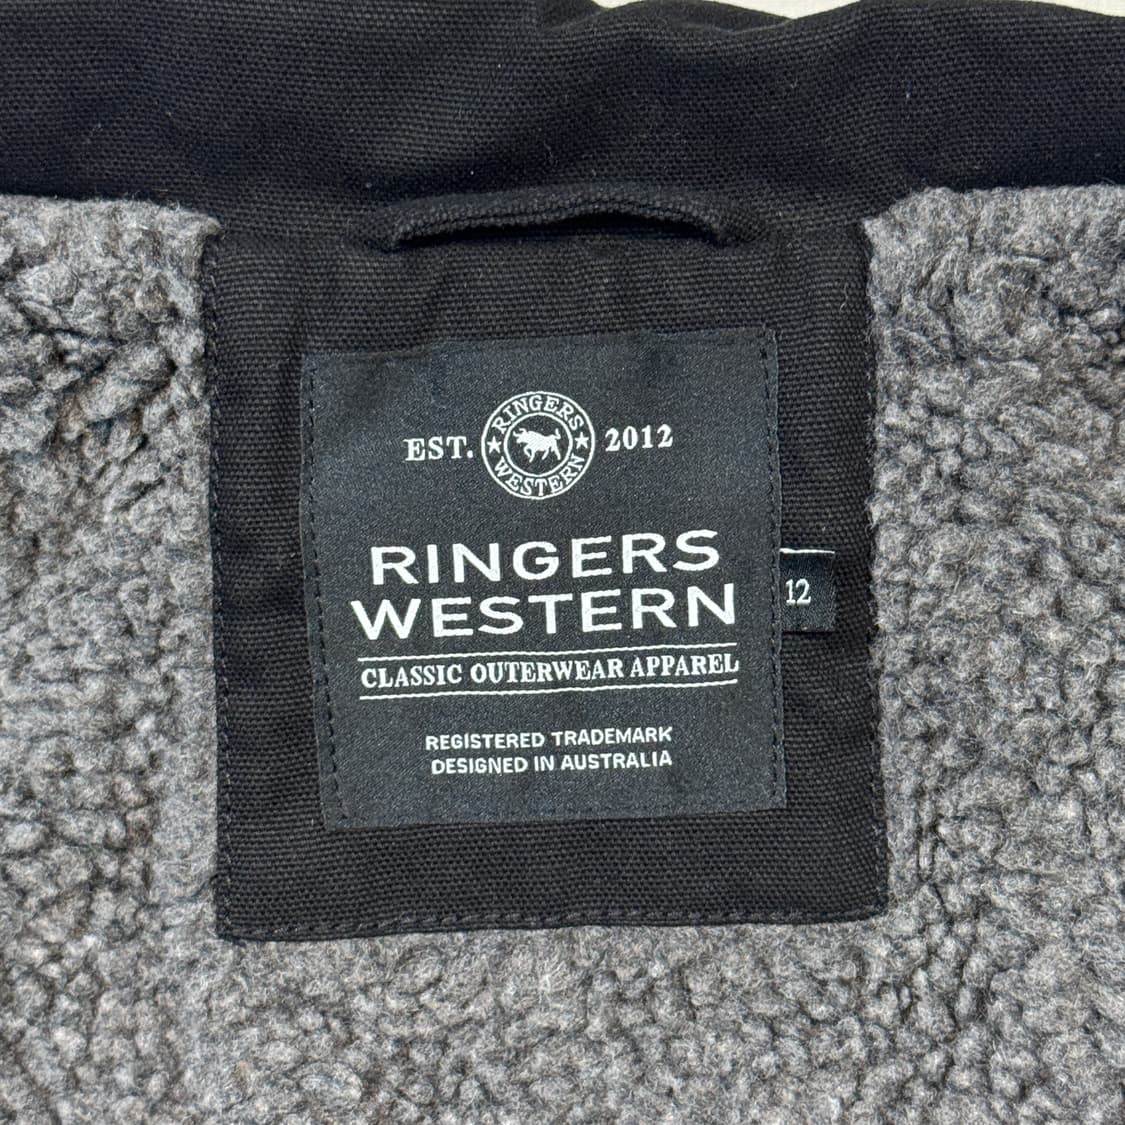 EST. 2012
RINGERS
WESTERN
RINGERS
WESTERN
CLASSIC OUTERWEAR APPAREL
REGISTERED TRADEMARK
DESIGNED IN AUSTRALIA
12